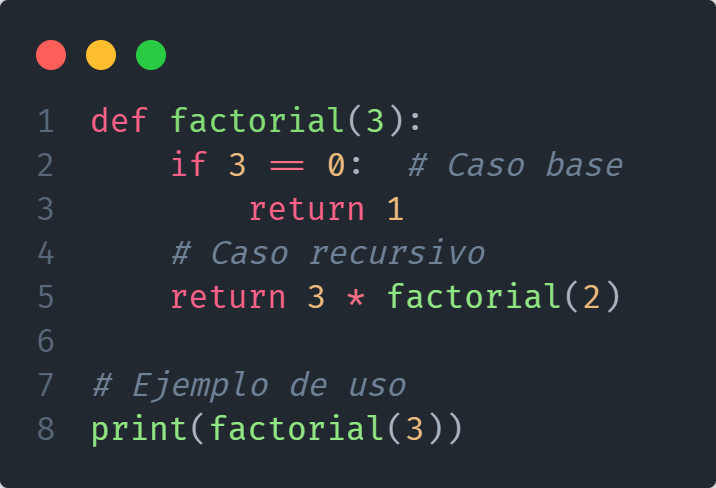 1 def factorial(3):
2     if 3 == 0:  # Caso base
3         return 1
4     # Caso recursivo
5     return 3 * factorial(2)
6
7 # Ejemplo de uso
8 print(factorial(3))